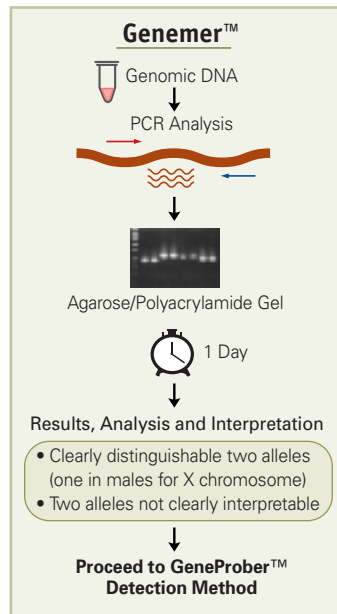 Genemer™
Genomic DNA
PCR Analysis
Agarose/Polyacrylamide Gel
1 Day
Results, Analysis and Interpretation
• Clearly distinguishable two alleles
(one in males for X chromosome)
• Two alleles not clearly interpretable
Proceed to GeneProber™
Detection Method